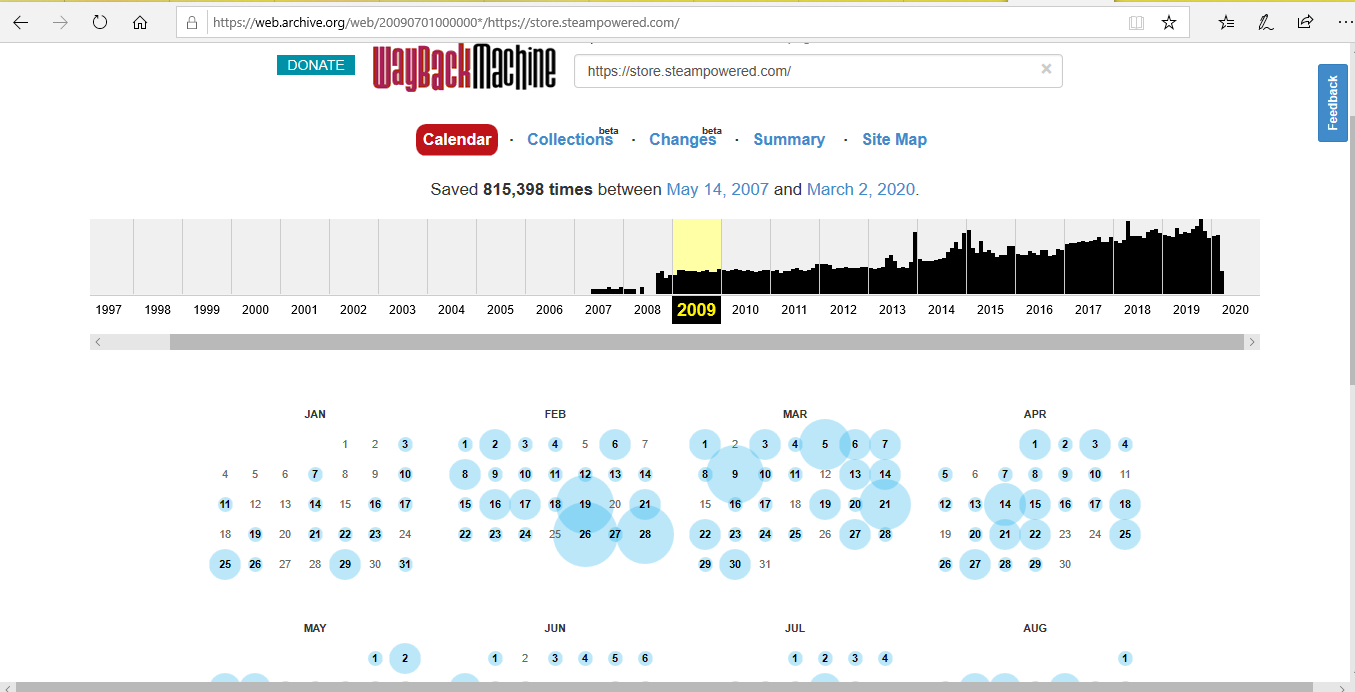 https://web.archive.org/web/20090701000000*/https://store.steampowered.com/
DONATE
WayBackMachine
https://store.steampowered.com/
×
Feedback
Calendar · Collections beta · Changes beta · Summary · Site Map
Saved 815,398 times between May 14, 2007 and March 2, 2020.
1997 1998 1999 2000 2001 2002 2003 2004 2005 2006 2007 2008 2009 2010 2011 2012 2013 2014 2015 2016 2017 2018 2019 2020
JAN FEB MAR APR
1 2 3 1 2 3 4 5 6 7 1 2 3 4 5 6 7 1 2 3 4
4 5 6 7 8 9 10 8 9 10 11 12 13 14 8 9 10 11 12 13 14 5 6 7 8 9 10 11
11 12 13 14 15 16 17 15 16 17 18 19 20 21 15 16 17 18 19 20 21 12 13 14 15 16 17 18
18 19 20 21 22 23 24 22 23 24 25 26 27 28 22 23 24 25 26 27 28 19 20 21 22 23 24 25
25 26 27 28 29 30 31 29 30 31 26 27 28 29 30
MAY JUN JUL AUG
1 2 1 2 3 4 5 6 1 2 3 4 1